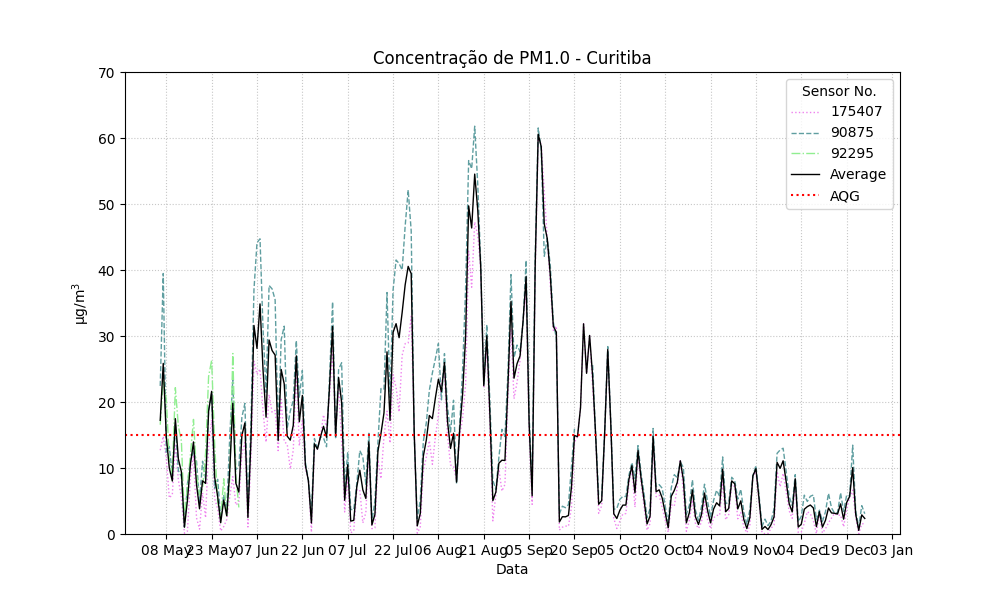 Concentração de PM1.0 - Curitiba
70
60
50
40
30
20
10
0
µg/m³
Sensor No.
175407
90875
92295
Average
AQG
08 May 23 May 07 Jun 22 Jun 07 Jul 22 Jul 06 Aug 21 Aug 05 Sep 20 Sep 05 Oct 20 Oct 04 Nov 19 Nov 04 Dec 19 Dec 03 Jan
Data